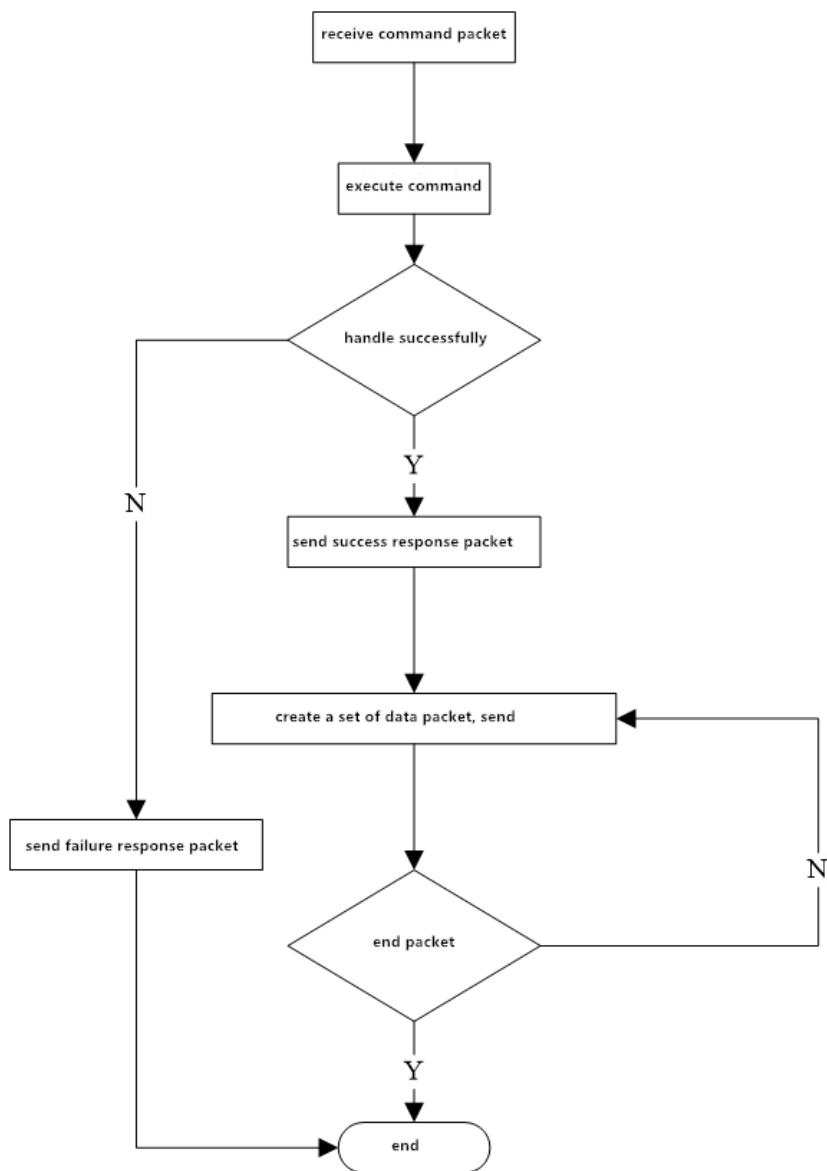 receive command packet
execute command
handle successfully
Y
N
send success response packet
create a set of data packet, send
send failure response packet
N
end packet
Y
end